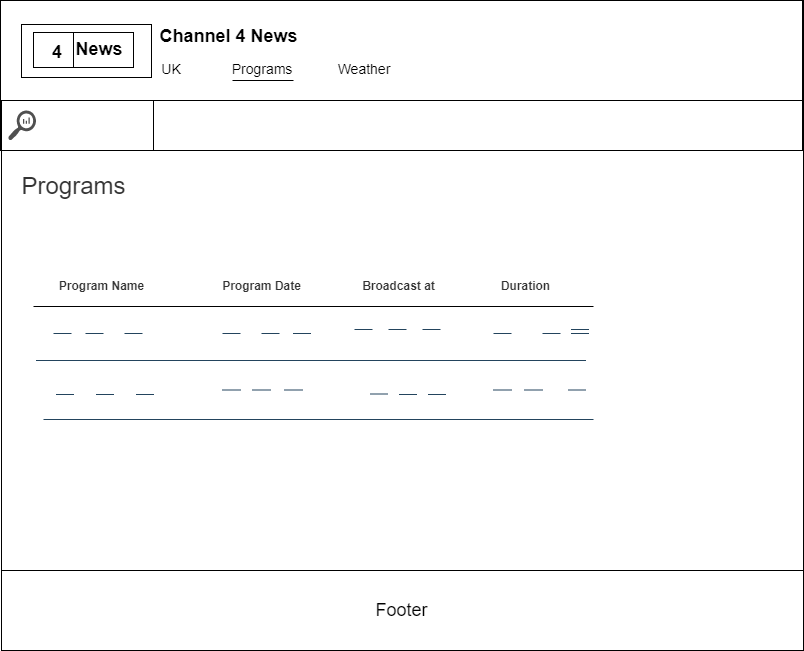 4 News
Channel 4 News
UK Programs Weather
Programs
Program Name Program Date Broadcast at Duration
Footer